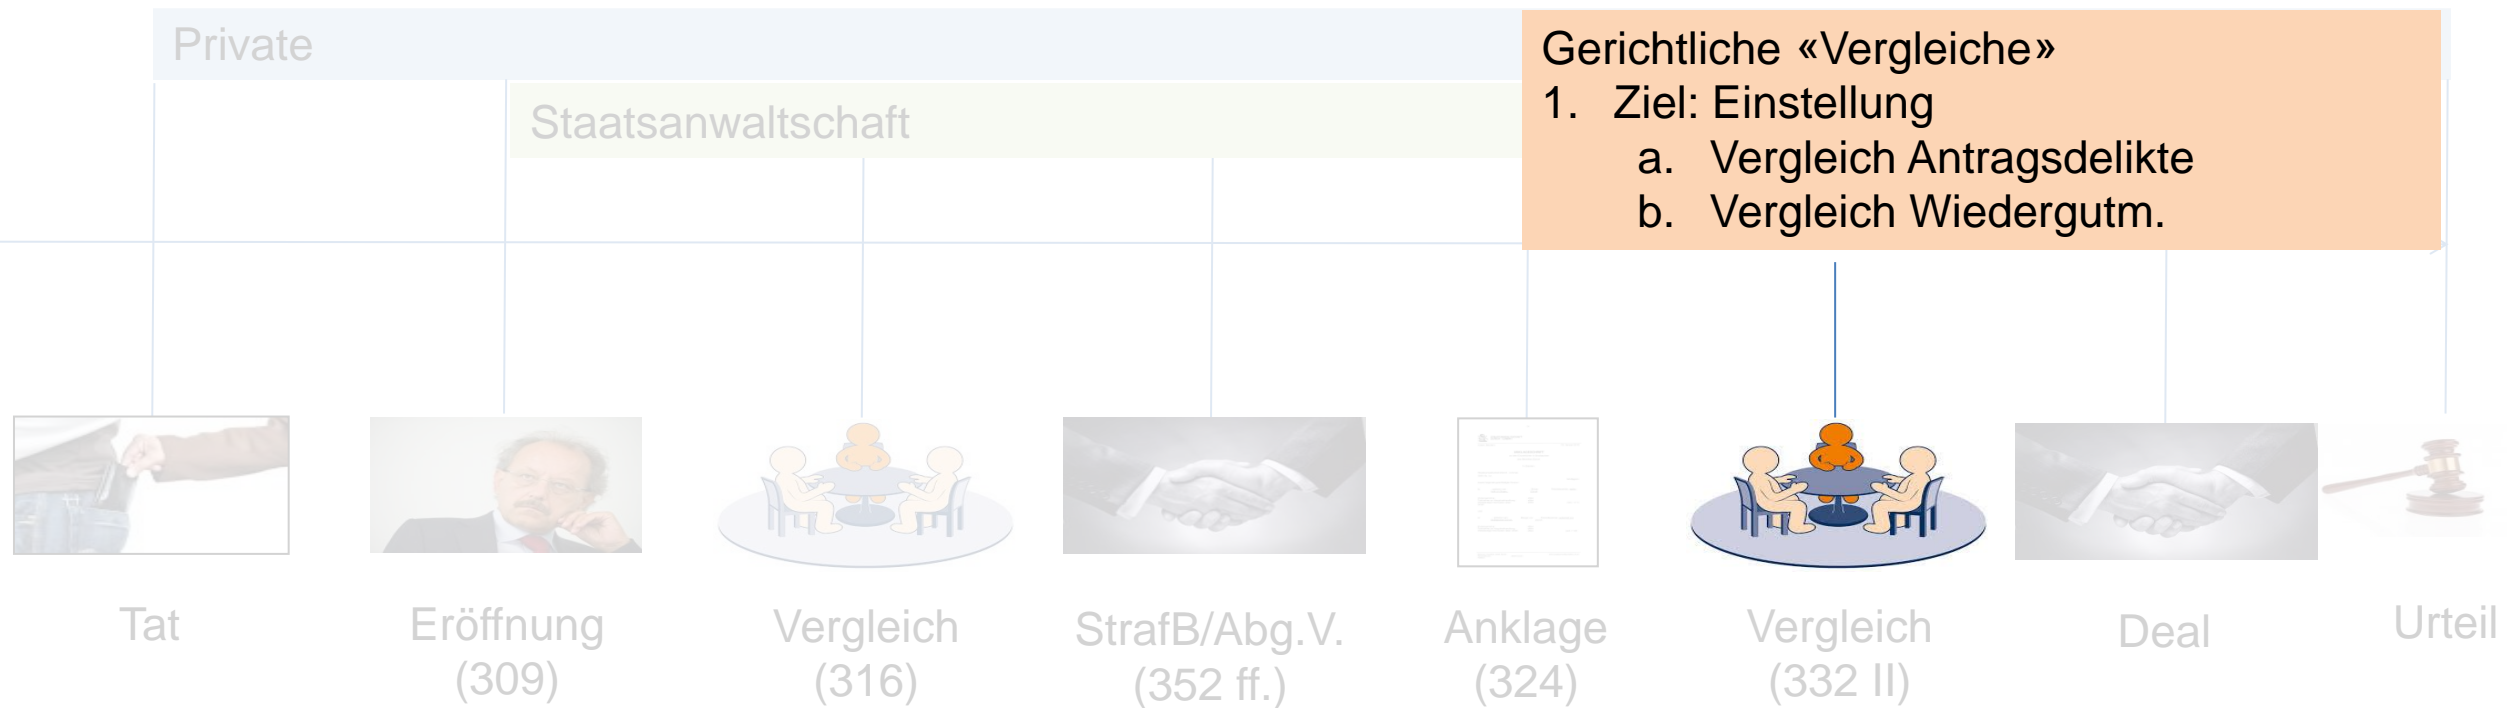 Private
Staatsanwaltschaft
Gerichtliche «Vergleiche»
1. Ziel: Einstellung
a. Vergleich Antragsdelikte
b. Vergleich Wiedergutm.
Tat
Eröffnung
(309)
Vergleich
(316)
StrafB/Abg.V.
(352 ff.)
Anklage
(324)
Vergleich
(332 II)
Deal
Urteil